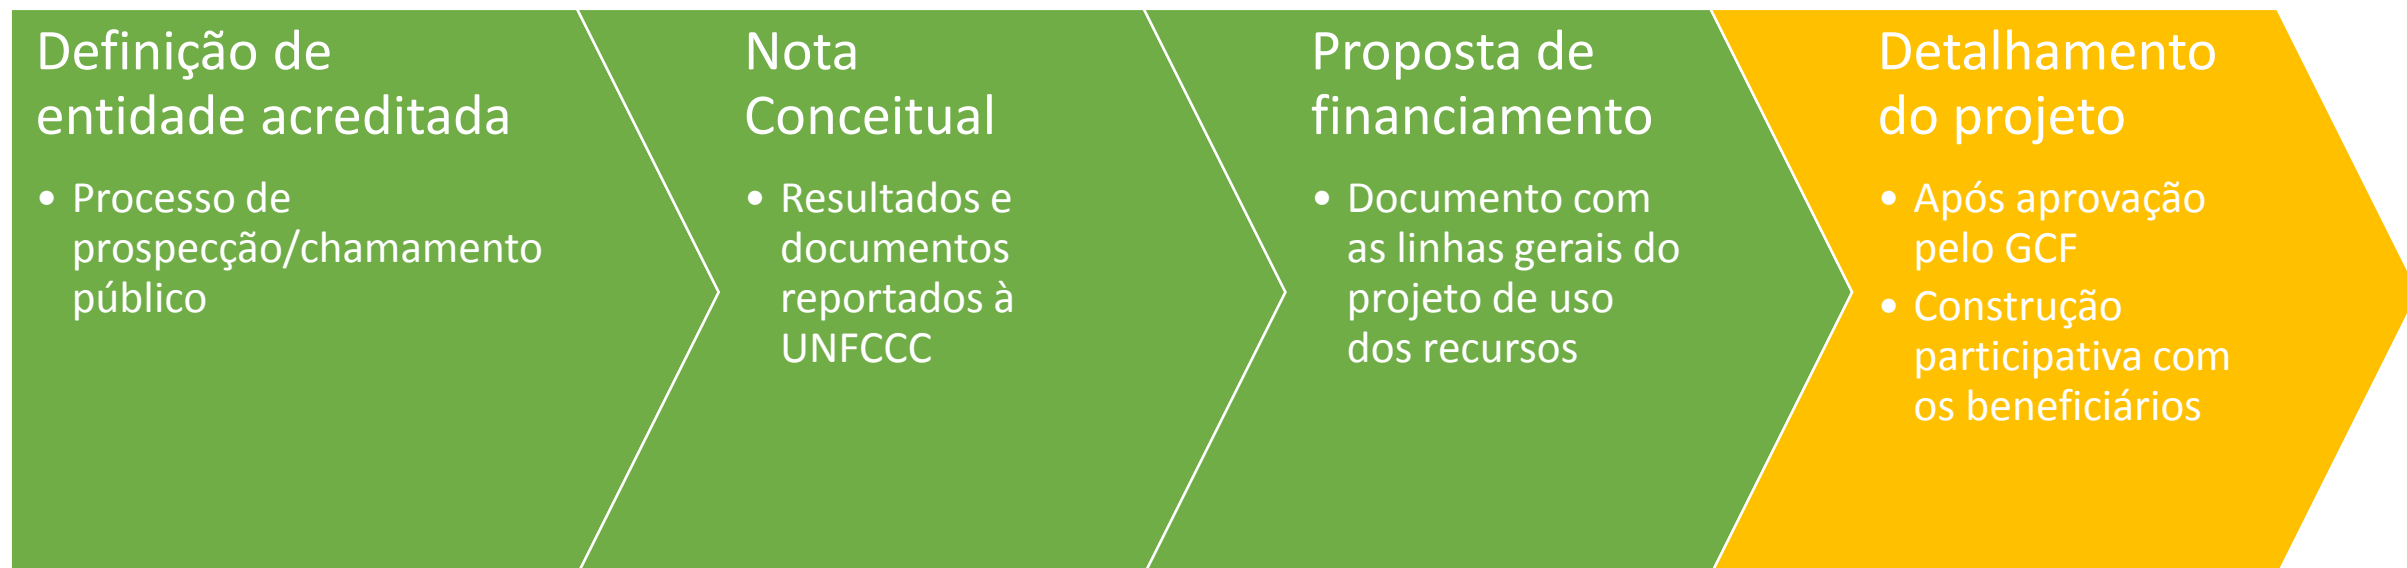 Definição de
entidade acreditada
• Processo de
prospecção/chamamento
público
Nota
Conceitual
• Resultados e
documentos
reportados à
UNFCCC
Proposta de
financiamento
• Documento com
as linhas gerais do
projeto de uso
dos recursos
Detalhamento
do projeto
• Após aprovação
pelo GCF
• Construção
participativa com
os beneficiários